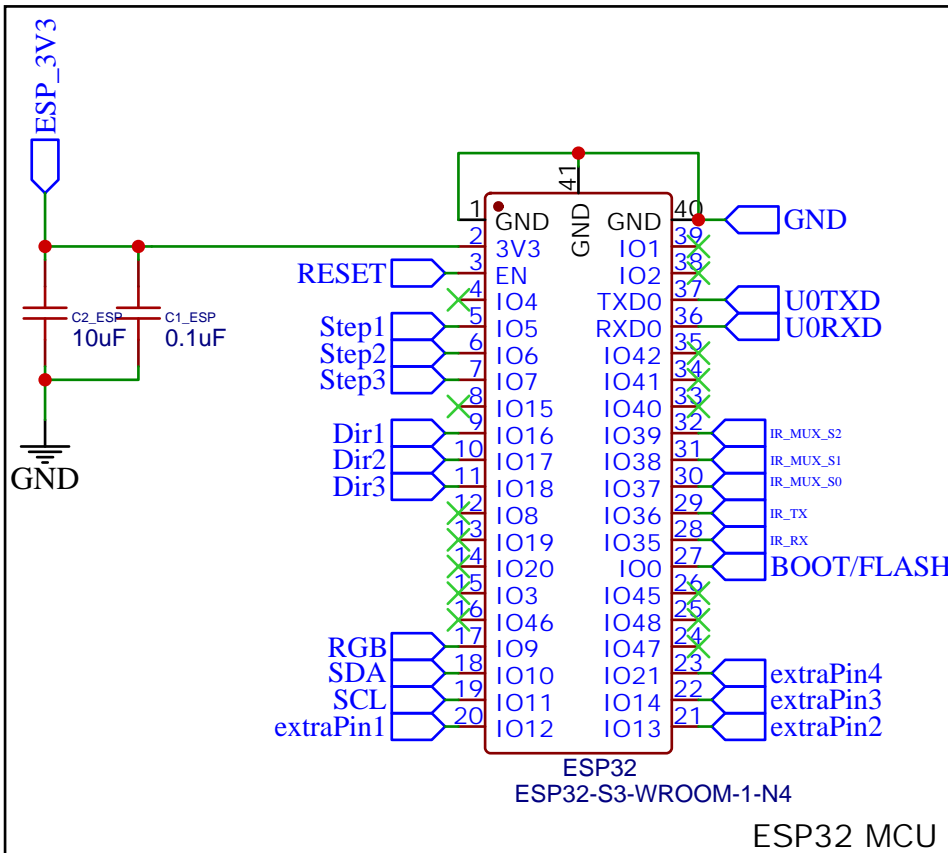 ESP_3V3
C2_ESP
10uF
C1_ESP
0.1uF
GND
41
GND
1 GND
2 3V3
RESET 3 EN
4 IO4
Step1 5 IO5
Step2 6 IO6
Step3 7 IO7
8 IO15
Dir1 9 IO16
Dir2 10 IO17
Dir3 11 IO18
12 IO8
13 IO19
14 IO20
15 IO3
16 IO46
RGB 17 IO9
SDA 18 IO10
SCL 19 IO11
extraPin1 20 IO12
GND 40 GND
IO1 39
IO2 38
TXD0 37 U0TXD
RXD0 36 U0RXD
IO42 35
IO41 34
IO40 33
IO39 32 IR_MUX_S2
IO38 31 IR_MUX_S1
IO37 30 IR_MUX_S0
IO36 29 IR_TX
IO35 28 IR_RX
IO0 27 BOOT/FLASH
IO45 26
IO48 25
IO47 24
IO21 23 extraPin4
IO14 22 extraPin3
IO13 21 extraPin2
ESP32
ESP32-S3-WROOM-1-N4
ESP32 MCU